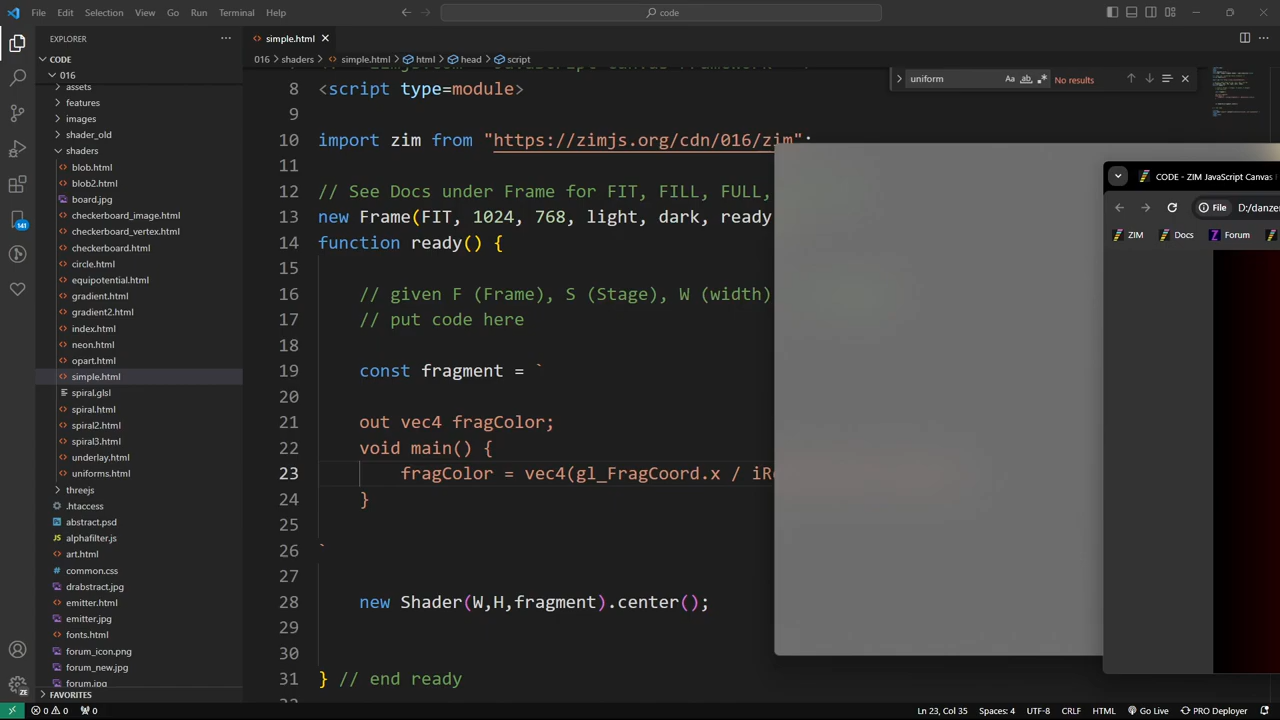 File Edit Selection View Go Run Terminal Help
code
EXPLORER
simple.html
CODE
016
assets
features
images
shader_old
shaders
blob.html
blob2.html
board.jpg
checkerboard_image.html
checkerboard_vertex.html
checkerboard.html
circle.html
equipotential.html
gradient.html
gradient2.html
index.html
neon.html
opart.html
simple.html
spiral.glsl
spiral.html
spiral2.html
spiral3.html
underlay.html
uniforms.html
threejs
.htaccess
abstract.psd
alphafilter.js
art.html
common.css
drabstract.jpg
emitter.html
emitter.jpg
fonts.html
forum_icon.png
forum_new.jpg
forum.jpg
FAVORITES
141
ZE
016 shaders simple.html html head script
uniform
Aa ab
No results
8 <script type=module>
9
10 import zim from "https://zimjs.org/cdn/016/zim";
11
12 // See Docs under Frame for FIT, FILL, FULL,
13 new Frame(FIT, 1024, 768, light, dark, ready
14 function ready() {
15
16 // given F (Frame), S (Stage), W (width)
17 // put code here
18
19 const fragment = `
20
21 out vec4 fragColor;
22 void main() {
23 fragColor = vec4(gl_FragCoord.x / iRe
24 }
25
26 `
27
28 new Shader(W,H,fragment).center();
29
30
31 } // end ready
CODE - ZIM JavaScript Canvas
File D:/danze
ZIM Docs Forum
0 0 0
Ln 23, Col 35 Spaces: 4 UTF-8 CRLF HTML Go Live PRO Deployer